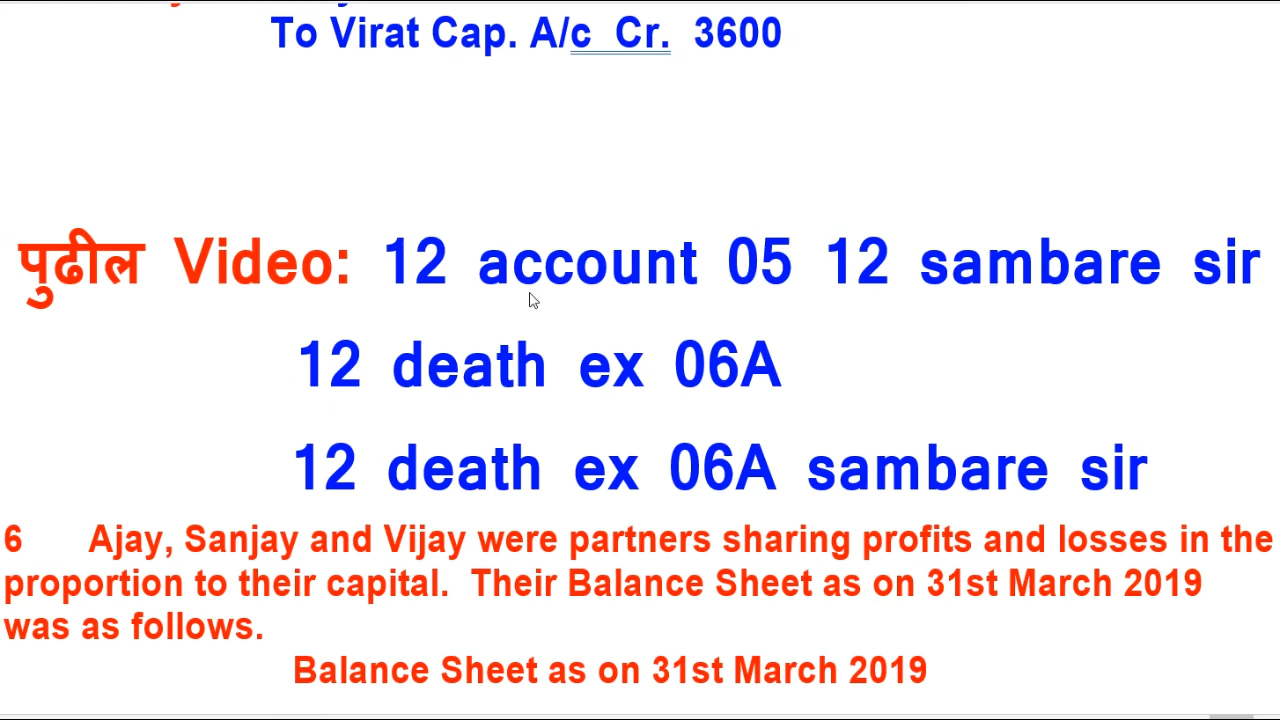 To Virat Cap. A/c Cr. 3600
पुढील Video: 12 account 05 12 sambare sir
12 death ex 06A
12 death ex 06A sambare sir
6 Ajay, Sanjay and Vijay were partners sharing profits and losses in the
proportion to their capital. Their Balance Sheet as on 31st March 2019
was as follows.
Balance Sheet as on 31st March 2019